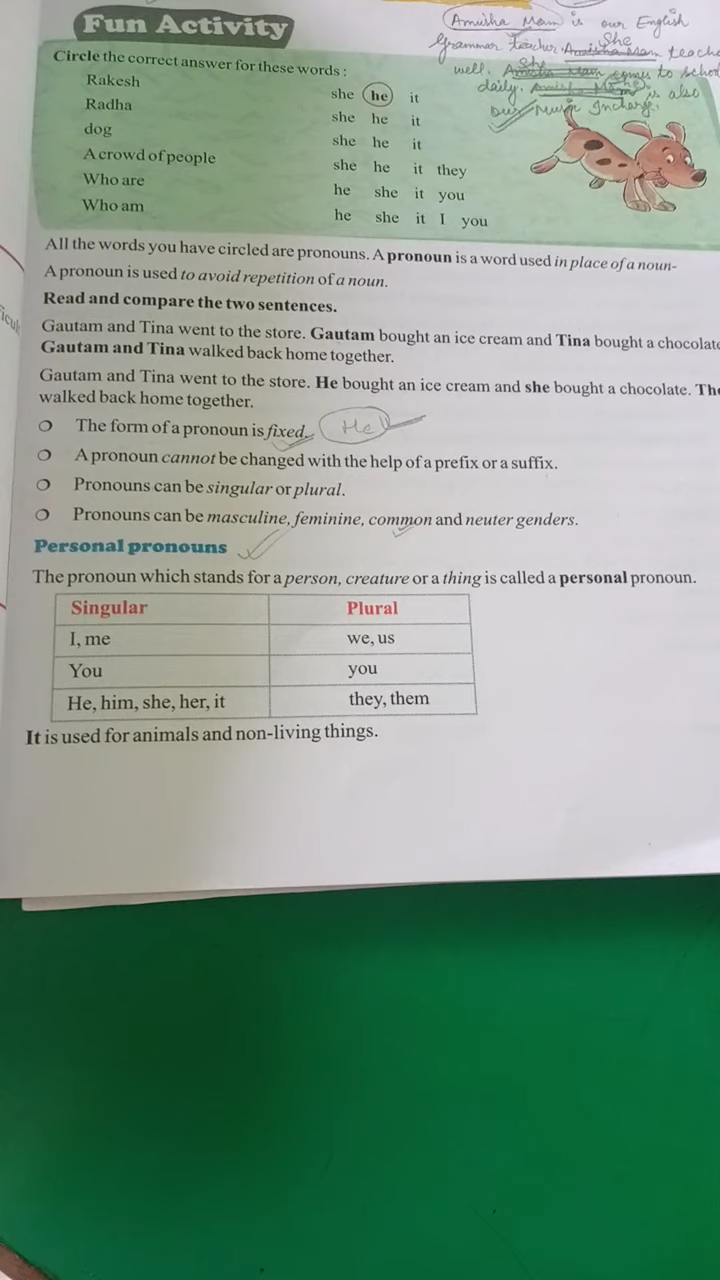 Fun Activity
Amisha Mam is our English
Grammar teacher. She Amisha Mam teach
well. She Amisha Mam comes to school
daily. Amisha Mam She is also
our Music Incharge.
Circle the correct answer for these words :
Rakesh she he it
Radha she he it
dog she he it
A crowd of people she he it they
Who are he she it you
Who am he she it I you
All the words you have circled are pronouns. A pronoun is a word used in place of a noun-
A pronoun is used to avoid repetition of a noun.
Read and compare the two sentences.
Gautam and Tina went to the store. Gautam bought an ice cream and Tina bought a chocolate
Gautam and Tina walked back home together.
Gautam and Tina went to the store. He bought an ice cream and she bought a chocolate. The
walked back home together.
The form of a pronoun is fixed. He
A pronoun cannot be changed with the help of a prefix or a suffix.
Pronouns can be singular or plural.
Pronouns can be masculine, feminine, common and neuter genders.
Personal pronouns
The pronoun which stands for a person, creature or a thing is called a personal pronoun.
Singular Plural
I, me we, us
You you
He, him, she, her, it they, them
It is used for animals and non-living things.